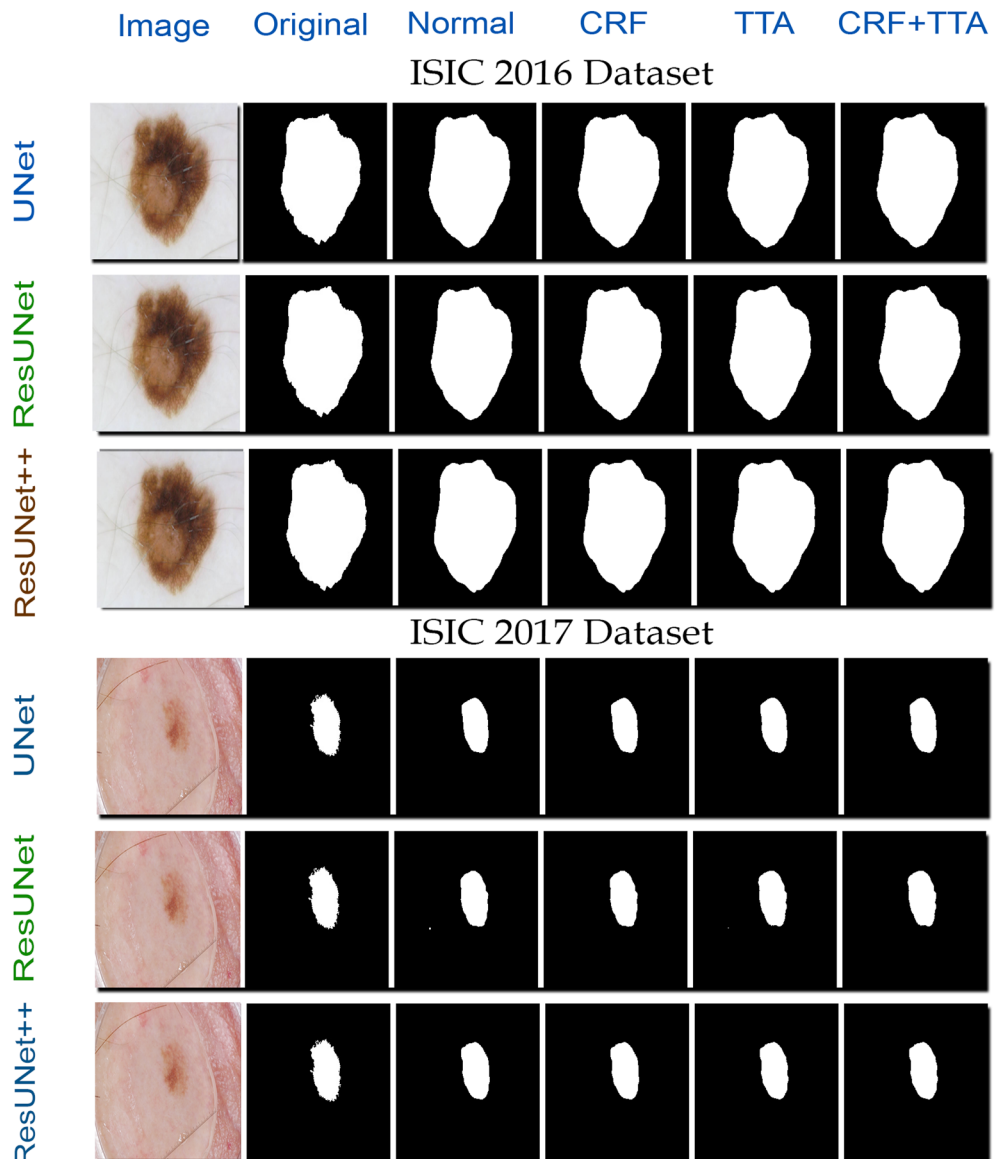 Image Original Normal CRF TTA CRF+TTA
ISIC 2016 Dataset
UNet
ResUNet
ResUNet++
ISIC 2017 Dataset
UNet
ResUNet
ResUNet++